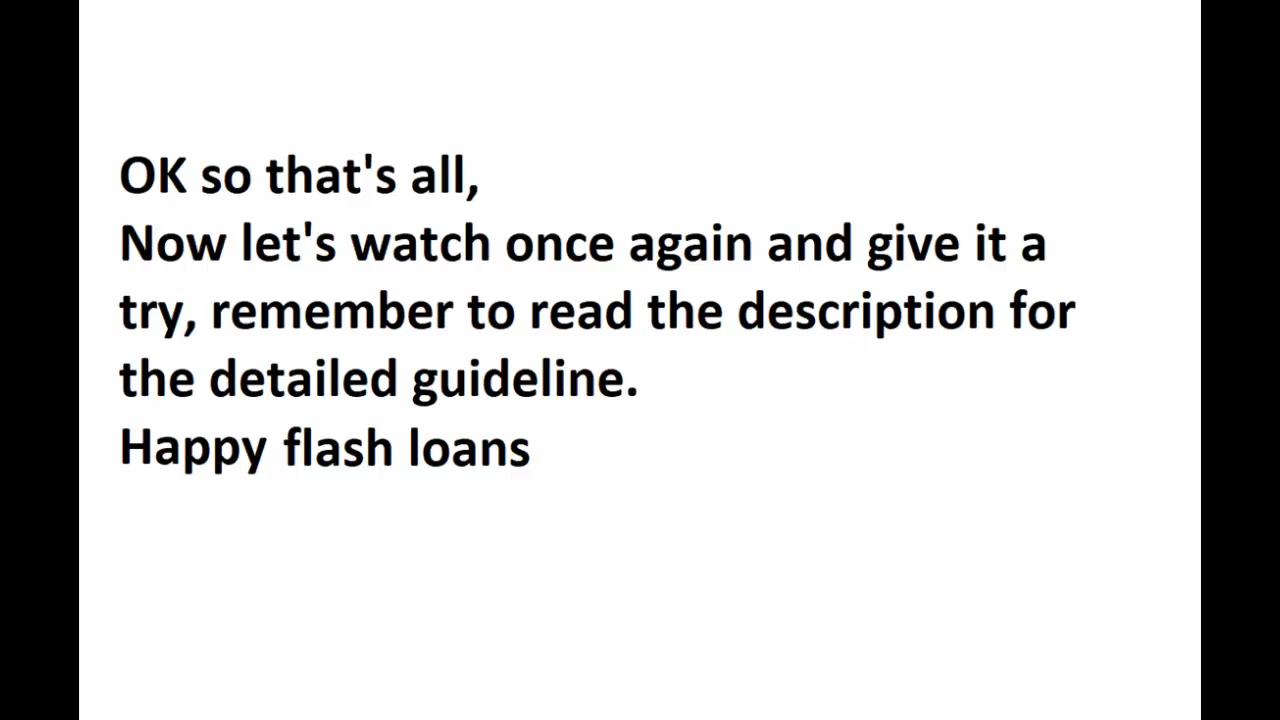 OK so that's all,
Now let's watch once again and give it a
try, remember to read the description for
the detailed guideline.
Happy flash loans